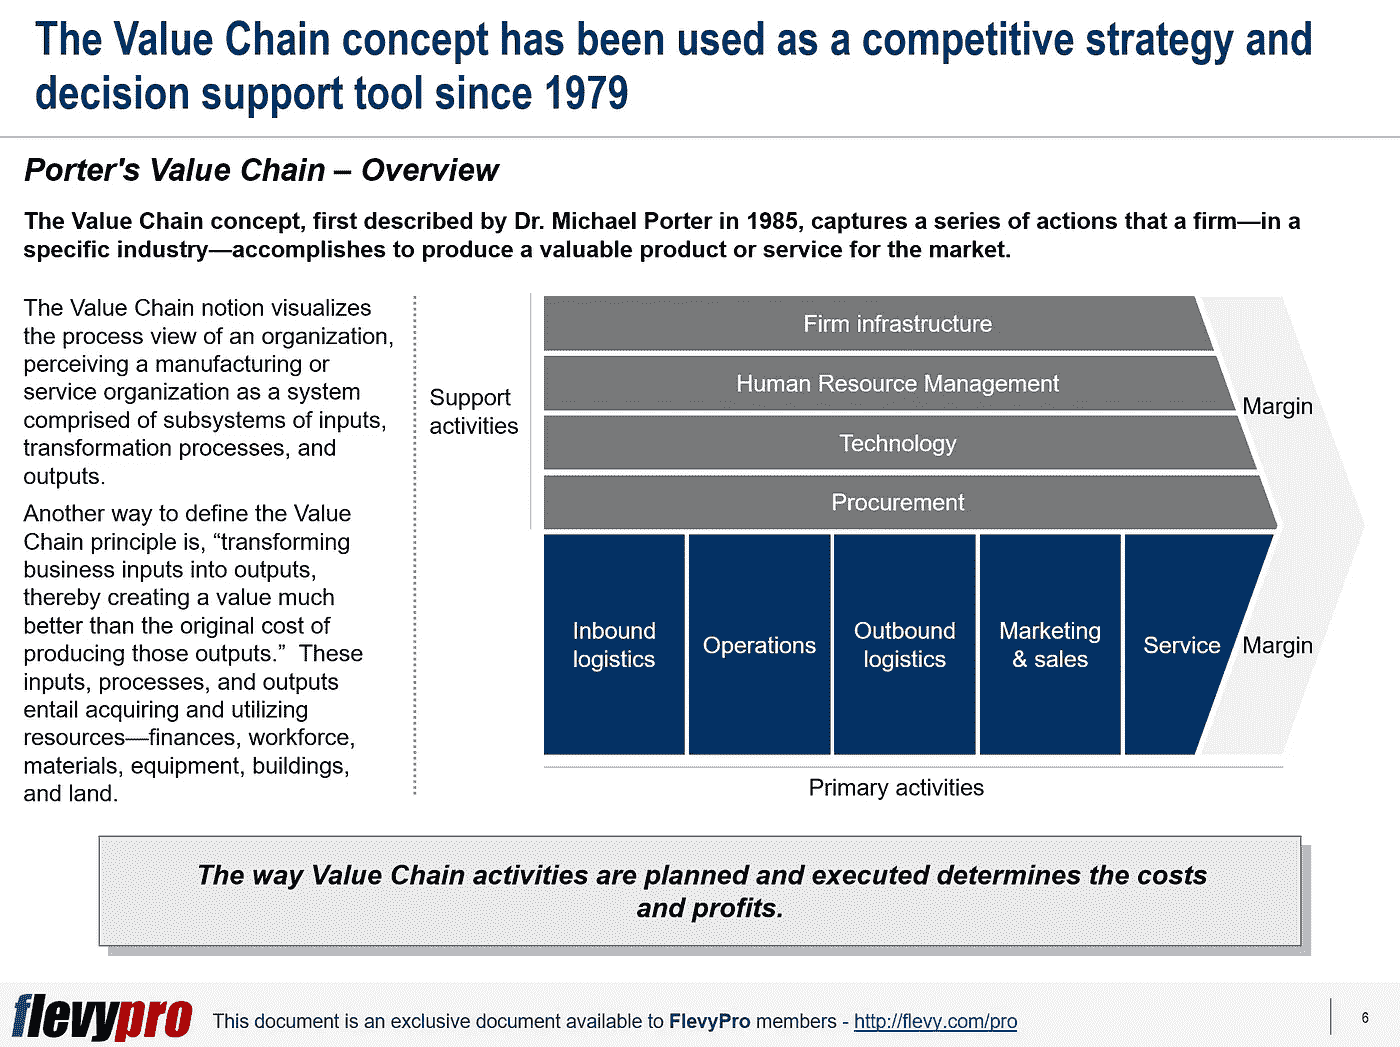 The Value Chain concept has been used as a competitive strategy and
decision support tool since 1979
Porter's Value Chain – Overview
The Value Chain concept, first described by Dr. Michael Porter in 1985, captures a series of actions that a firm—in a
specific industry—accomplishes to produce a valuable product or service for the market.
The Value Chain notion visualizes
the process view of an organization,
perceiving a manufacturing or
service organization as a system
comprised of subsystems of inputs,
transformation processes, and
outputs.
Another way to define the Value
Chain principle is, “transforming
business inputs into outputs,
thereby creating a value much
better than the original cost of
producing those outputs.”  These
inputs, processes, and outputs
entail acquiring and utilizing
resources—finances, workforce,
materials, equipment, buildings,
and land.
Support
activities
Firm infrastructure
Human Resource Management
Technology
Procurement
Margin
Inbound
logistics
Operations
Outbound
logistics
Marketing
& sales
Service
Margin
Primary activities
The way Value Chain activities are planned and executed determines the costs
and profits.
flevypro
This document is an exclusive document available to FlevyPro members - http://flevy.com/pro
6